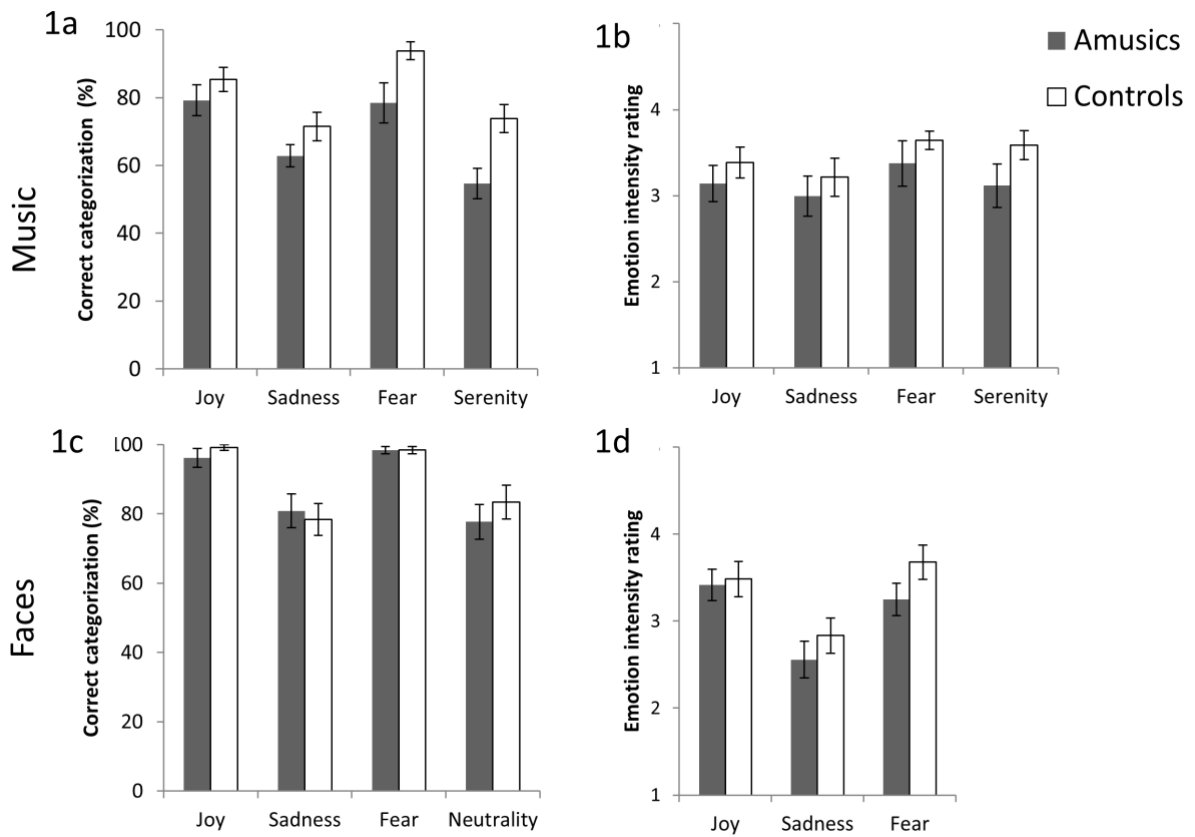 1a
Music
Correct categorization (%)
100
80
60
40
20
0
Joy Sadness Fear Serenity
1b
Emotion intensity rating
4
3
2
1
Joy Sadness Fear Serenity
Amusics
Controls
1c
Faces
Correct categorization (%)
100
80
60
40
20
0
Joy Sadness Fear Neutrality
1d
Emotion intensity rating
4
3
2
1
Joy Sadness Fear